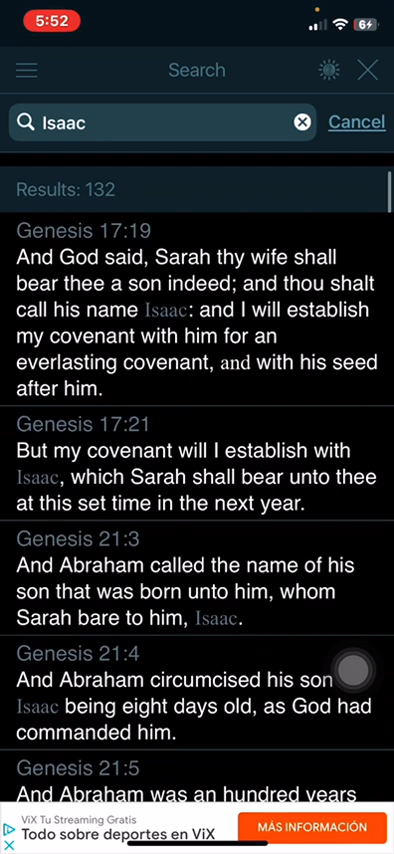 5:52
6
Search
Isaac
Cancel
Results: 132
Genesis 17:19
And God said, Sarah thy wife shall
bear thee a son indeed; and thou shalt
call his name Isaac: and I will establish
my covenant with him for an
everlasting covenant, and with his seed
after him.
Genesis 17:21
But my covenant will I establish with
Isaac, which Sarah shall bear unto thee
at this set time in the next year.
Genesis 21:3
And Abraham called the name of his
son that was born unto him, whom
Sarah bare to him, Isaac.
Genesis 21:4
And Abraham circumcised his son
Isaac being eight days old, as God had
commanded him.
Genesis 21:5
And Abraham was an hundred years
ViX Tu Streaming Gratis
Todo sobre deportes en ViX
MÁS INFORMACIÓN